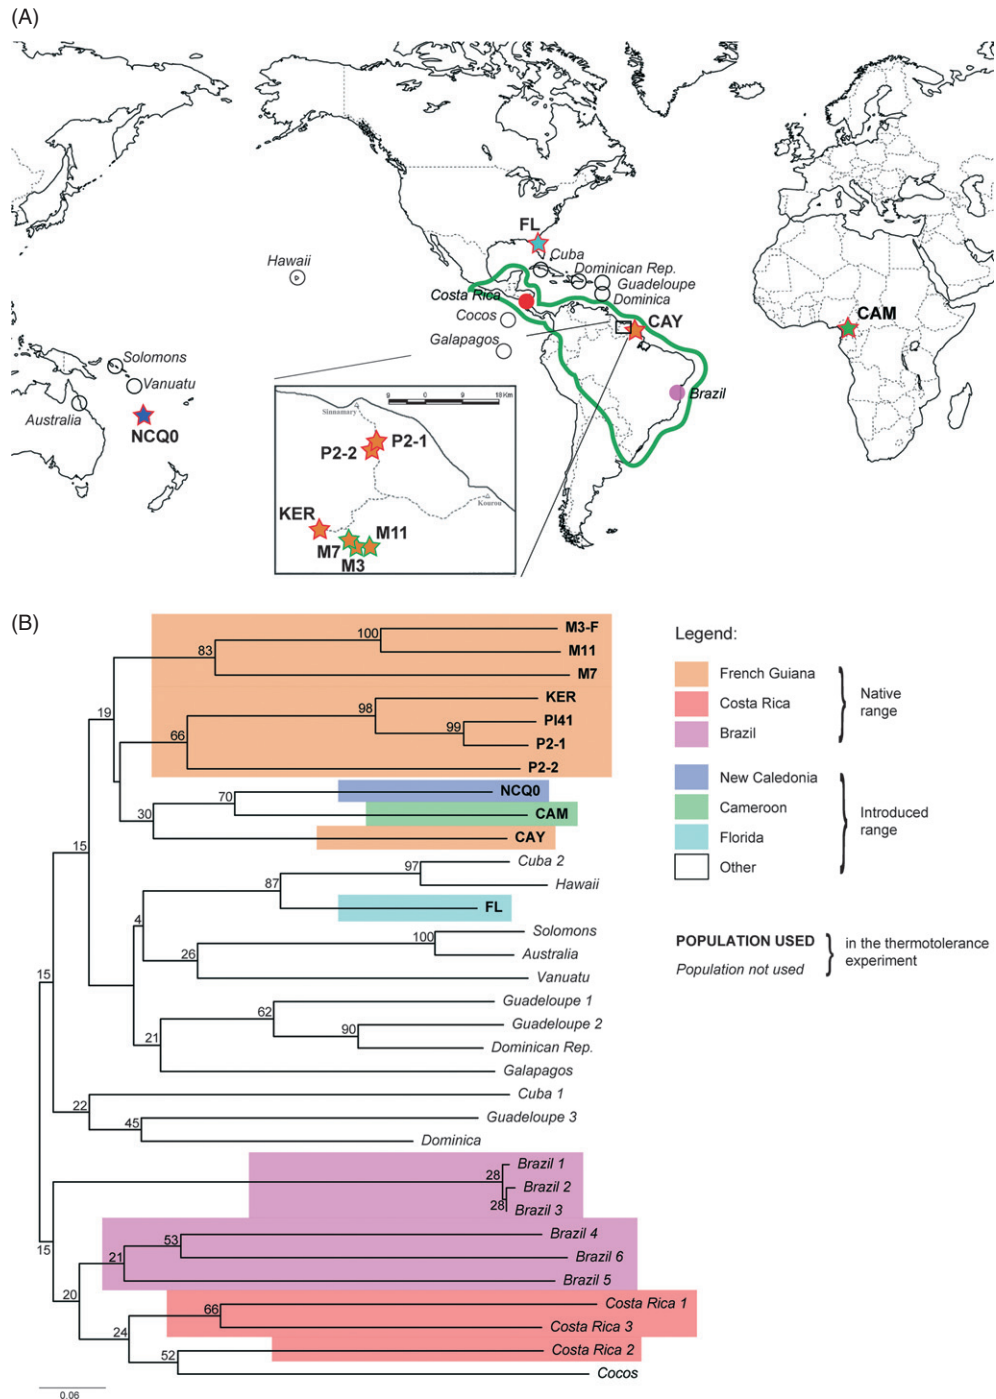 (A)
FL
Cuba
Hawaii
Dominican Rep.
Guadeloupe
Costa Rica
Dominica
Cocos
CAY
CAM
Galapagos
Solomons
Vanuatu
Australia
NCQ0
Brazil
9 0 9 18 Km
Sinnamary
P2-1
P2-2
Kourou
KER
M11
M7
M3
(B)
M3-F
100
M11
83
M7
19
KER
98
PI41
99
P2-1
66
P2-2
NCQ0
70
CAM
30
CAY
15
Cuba 2
97
Hawaii
87
FL
4
Solomons
100
Australia
26
Vanuatu
15
Guadeloupe 1
62
Guadeloupe 2
90
Dominican Rep.
21
Galapagos
Cuba 1
22
Guadeloupe 3
45
Dominica
Brazil 1
28
Brazil 2
28
Brazil 3
15
Brazil 4
53
Brazil 6
21
Brazil 5
20
Costa Rica 1
66
Costa Rica 3
24
Costa Rica 2
52
Cocos
0.06
Legend:
French Guiana
Costa Rica
Brazil
Native
range
New Caledonia
Cameroon
Florida
Other
Introduced
range
POPULATION USED
Population not used
in the thermotolerance
experiment